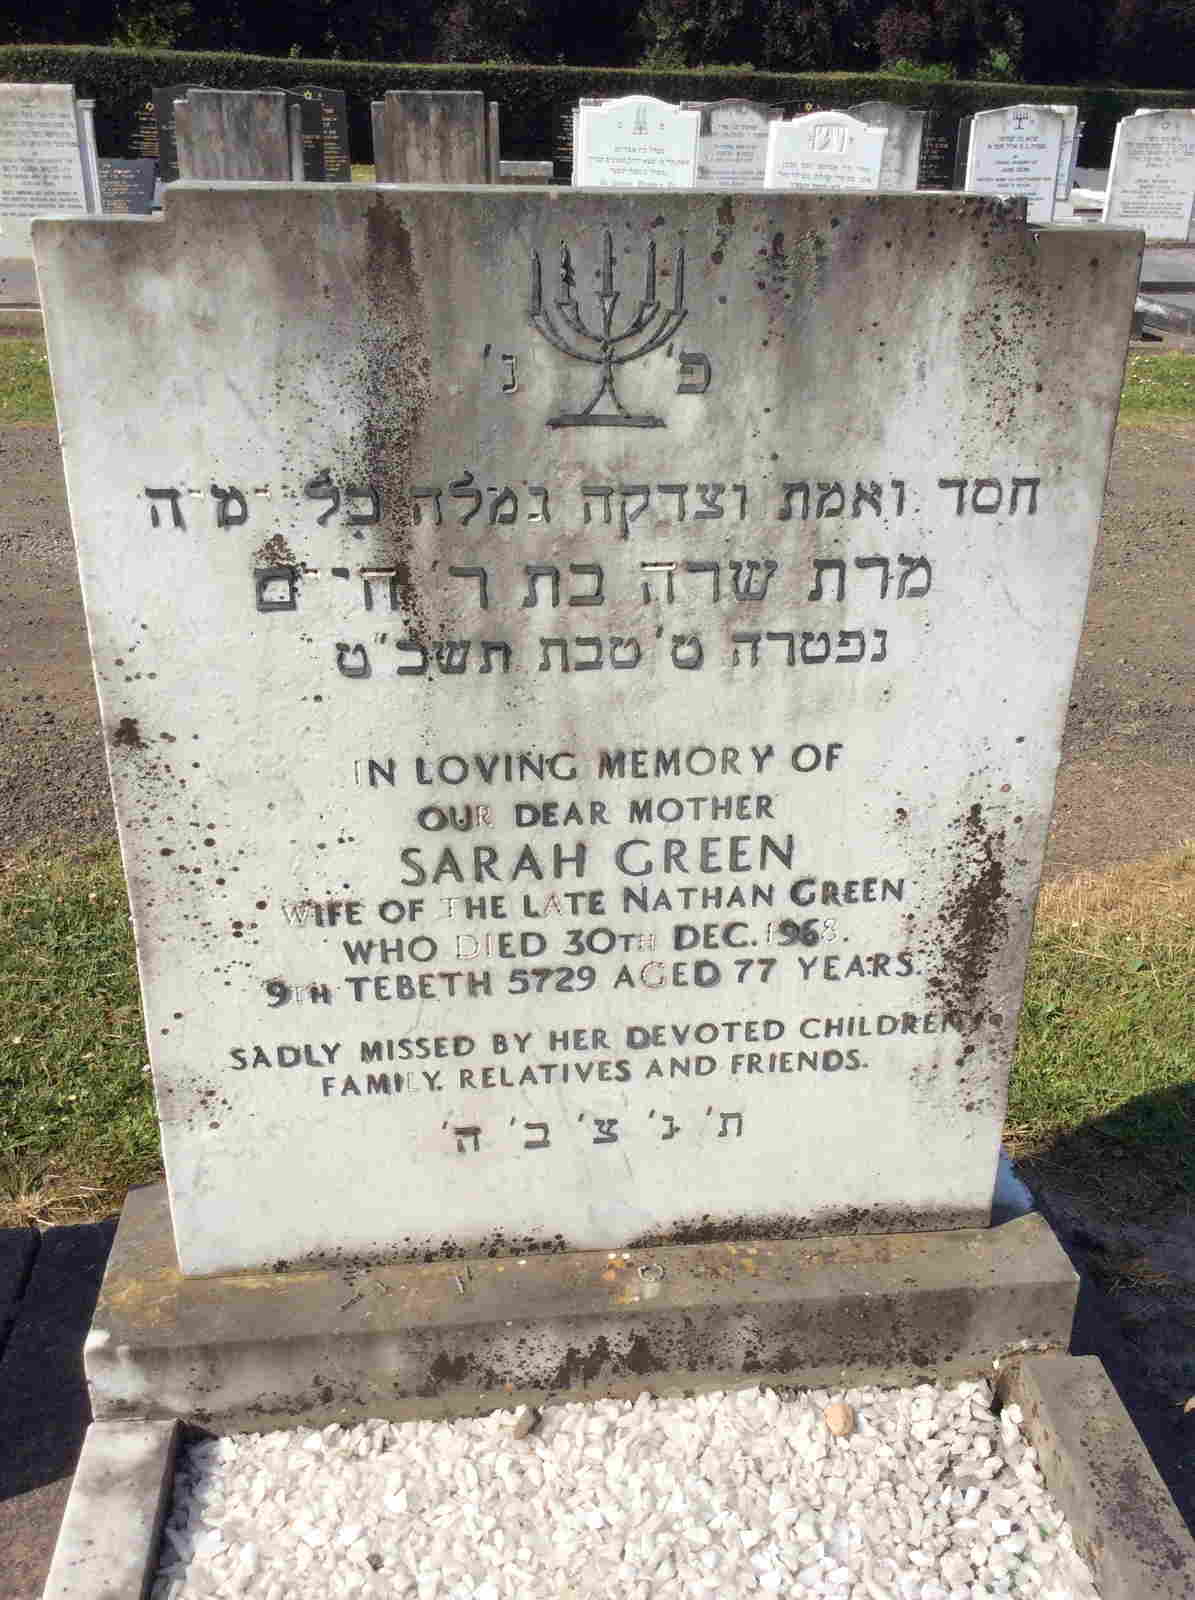 פ' נ'
חסד ואמת וצדקה גמלה כל ימיה
מרת שרה בת ר' חיים
נפטרה ט' טבת תשכ"ט
IN LOVING MEMORY OF
OUR DEAR MOTHER
SARAH GREEN
WIFE OF THE LATE NATHAN GREEN
WHO DIED 30TH DEC. 1968.
9TH TEBETH 5729 AGED 77 YEARS.
SADLY MISSED BY HER DEVOTED CHILDREN,
FAMILY. RELATIVES AND FRIENDS.
ת' נ' צ' ב' ה'